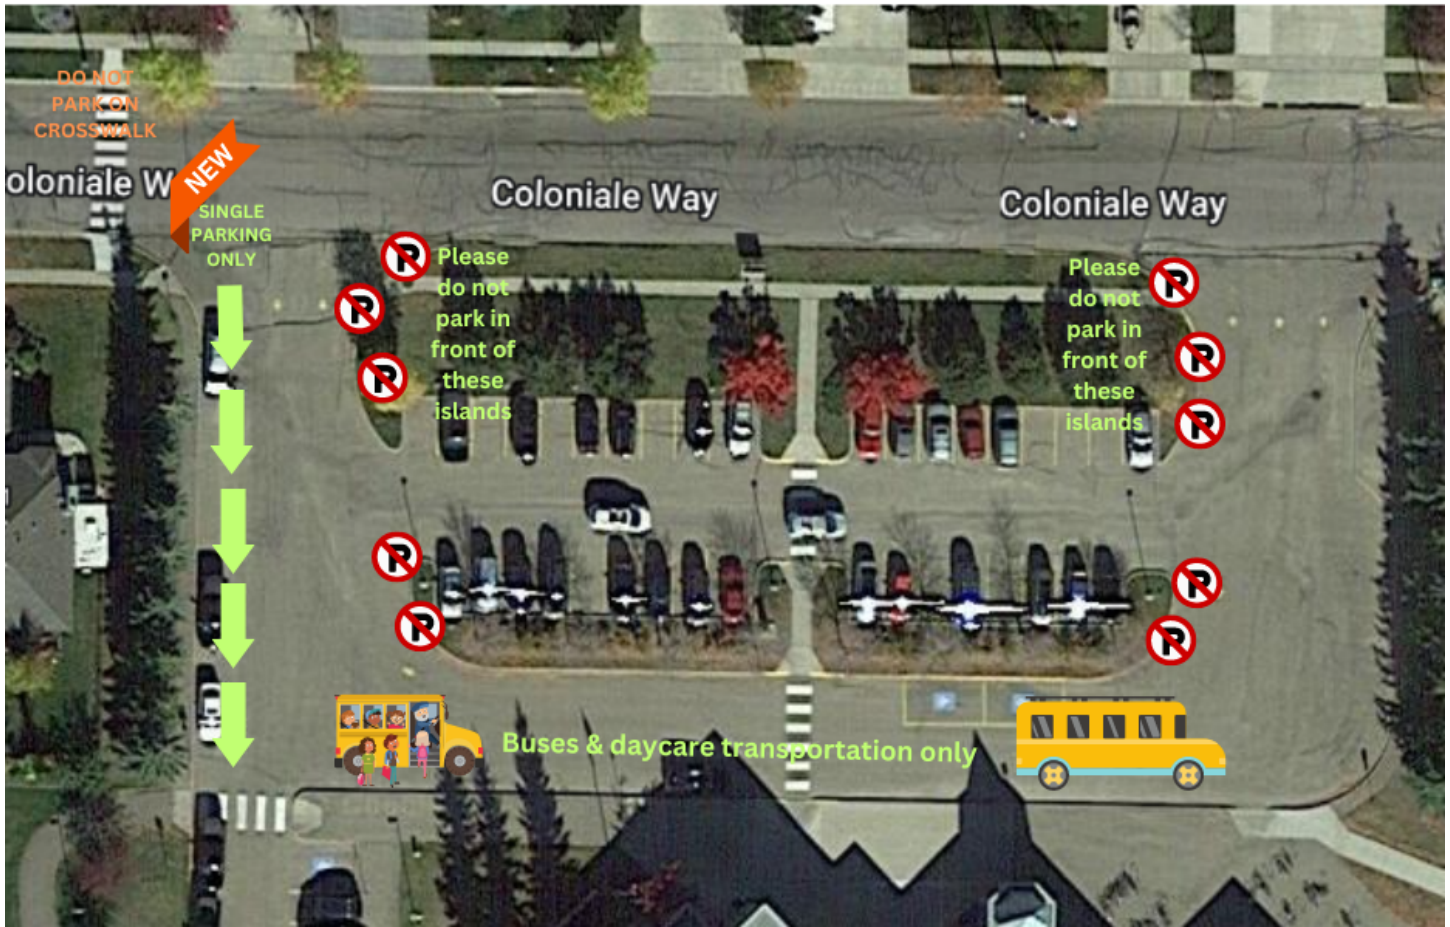 DO NOT
PARK ON
CROSSWALK
NEW
oloniale W
Coloniale Way
Coloniale Way
SINGLE
PARKING
ONLY
Please
do not
park in
front of
these
islands
Please
do not
park in
front of
these
islands
P
P
P
P
P
P
P
P
P
P
Buses & daycare transportation only